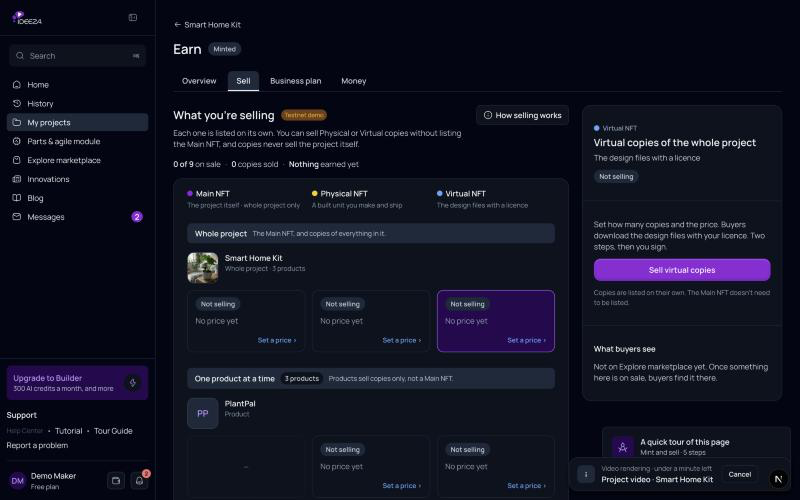 IDEEZA
Search
Home
History
My projects
Parts & agile module
Explore marketplace
Innovations
Blog
Messages
2
Upgrade to Builder
300 AI credits a month, and more
Support
Help Center • Tutorial • Tour Guide
Report a problem
DM
Demo Maker
Free plan
2
← Smart Home Kit
Earn
Minted
Overview
Sell
Business plan
Money
What you're selling
Testnet demo
How selling works
Each one is listed on its own. You can sell Physical or Virtual copies without listing
the Main NFT, and copies never sell the project itself.
0 of 9 on sale · 0 copies sold · Nothing earned yet
Main NFT
The project itself · whole project only
Physical NFT
A built unit you make and ship
Virtual NFT
The design files with a licence
Whole project The Main NFT, and copies of everything in it.
Smart Home Kit
Whole project · 3 products
Not selling
No price yet
Set a price ›
Not selling
No price yet
Set a price ›
Not selling
No price yet
Set a price ›
One product at a time 3 products Products sell copies only, not a Main NFT.
PP
PlantPal
Product
–
Not selling
No price yet
Set a price ›
Not selling
No price yet
Set a price ›
Virtual NFT
Virtual copies of the whole project
The design files with a licence
Not selling
Set how many copies and the price. Buyers
download the design files with your licence. Two
steps, then you sign.
Sell virtual copies
Copies are listed on their own. The Main NFT doesn't need
to be listed.
What buyers see
Not on Explore marketplace yet. Once something
here is on sale, buyers find it there.
A quick tour of this page
Mint and sell · 5 steps
Video rendering · under a minute left
Project video · Smart Home Kit
Cancel
N